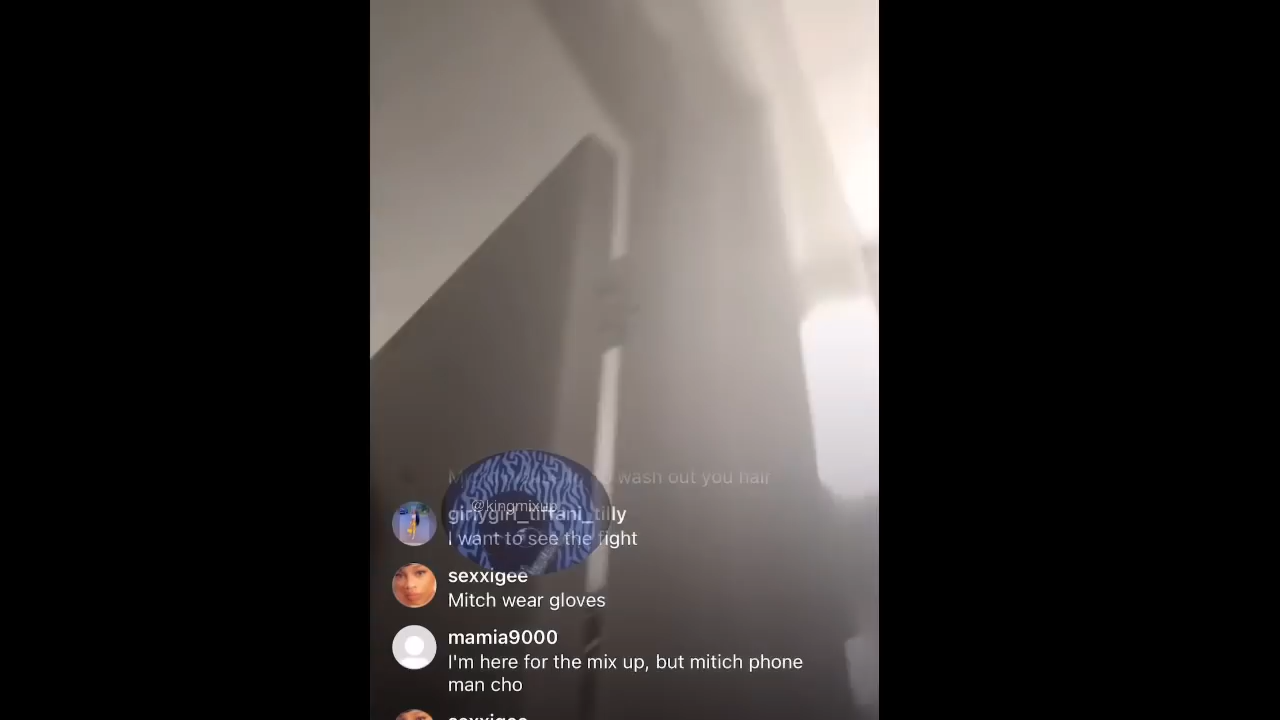 wash out you hair
@kingmixup
girlygirl_tiffani_tilly
I want to see the fight
sexxigee
Mitch wear gloves
mamia9000
I'm here for the mix up, but mitich phone
man cho
sexxigee